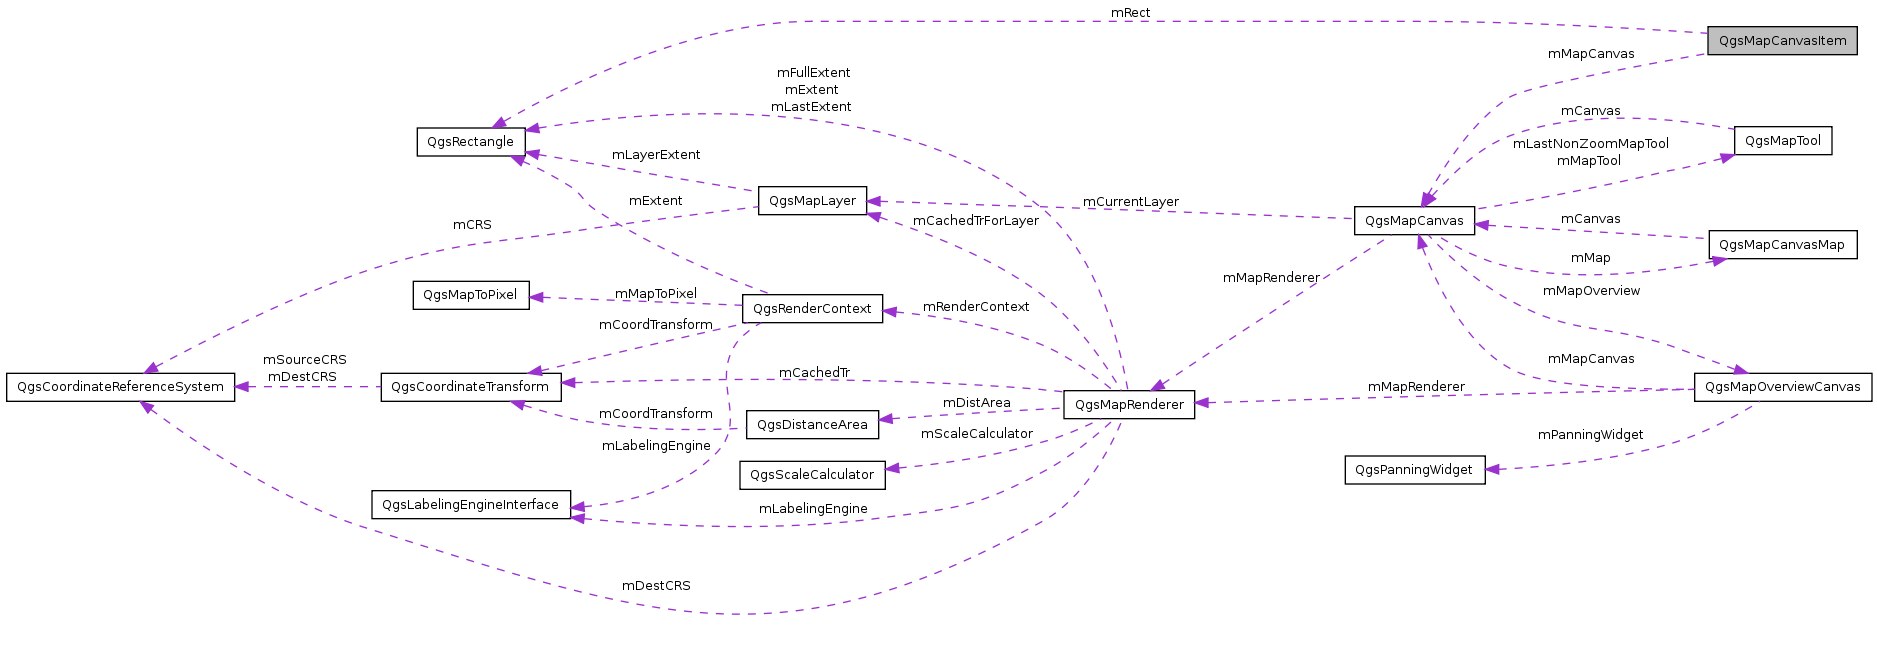 mRect
QgsMapCanvasItem
mMapCanvas
mFullExtent
mExtent
mLastExtent
mCanvas
QgsRectangle
QgsMapTool
mLastNonZoomMapTool
mMapTool
mLayerExtent
QgsMapLayer
mExtent
mCurrentLayer
mCachedTrForLayer
QgsMapCanvas
mCanvas
mCRS
QgsMapCanvasMap
mMap
mMapRenderer
mMapOverview
QgsMapToPixel
mMapToPixel
QgsRenderContext
mRenderContext
mCoordTransform
mSourceCRS
mDestCRS
mMapCanvas
QgsCoordinateReferenceSystem
QgsCoordinateTransform
mCachedTr
mMapRenderer
QgsMapOverviewCanvas
mDistArea
QgsMapRenderer
mCoordTransform
QgsDistanceArea
mScaleCalculator
mPanningWidget
mLabelingEngine
QgsScaleCalculator
QgsPanningWidget
QgsLabelingEngineInterface
mLabelingEngine
mDestCRS